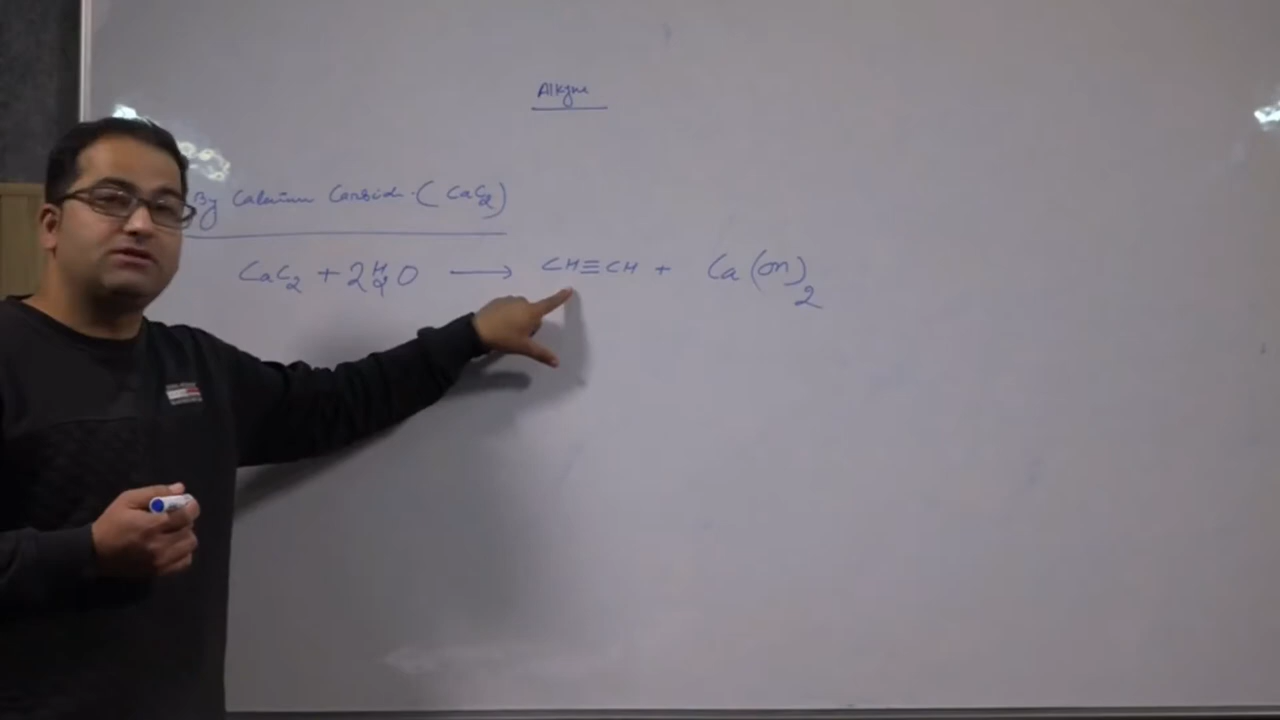 Alkyne
By Calcium Carbide (CaC2)
CaC2 + 2H2O ⟶ CH≡CH + Ca(OH)2